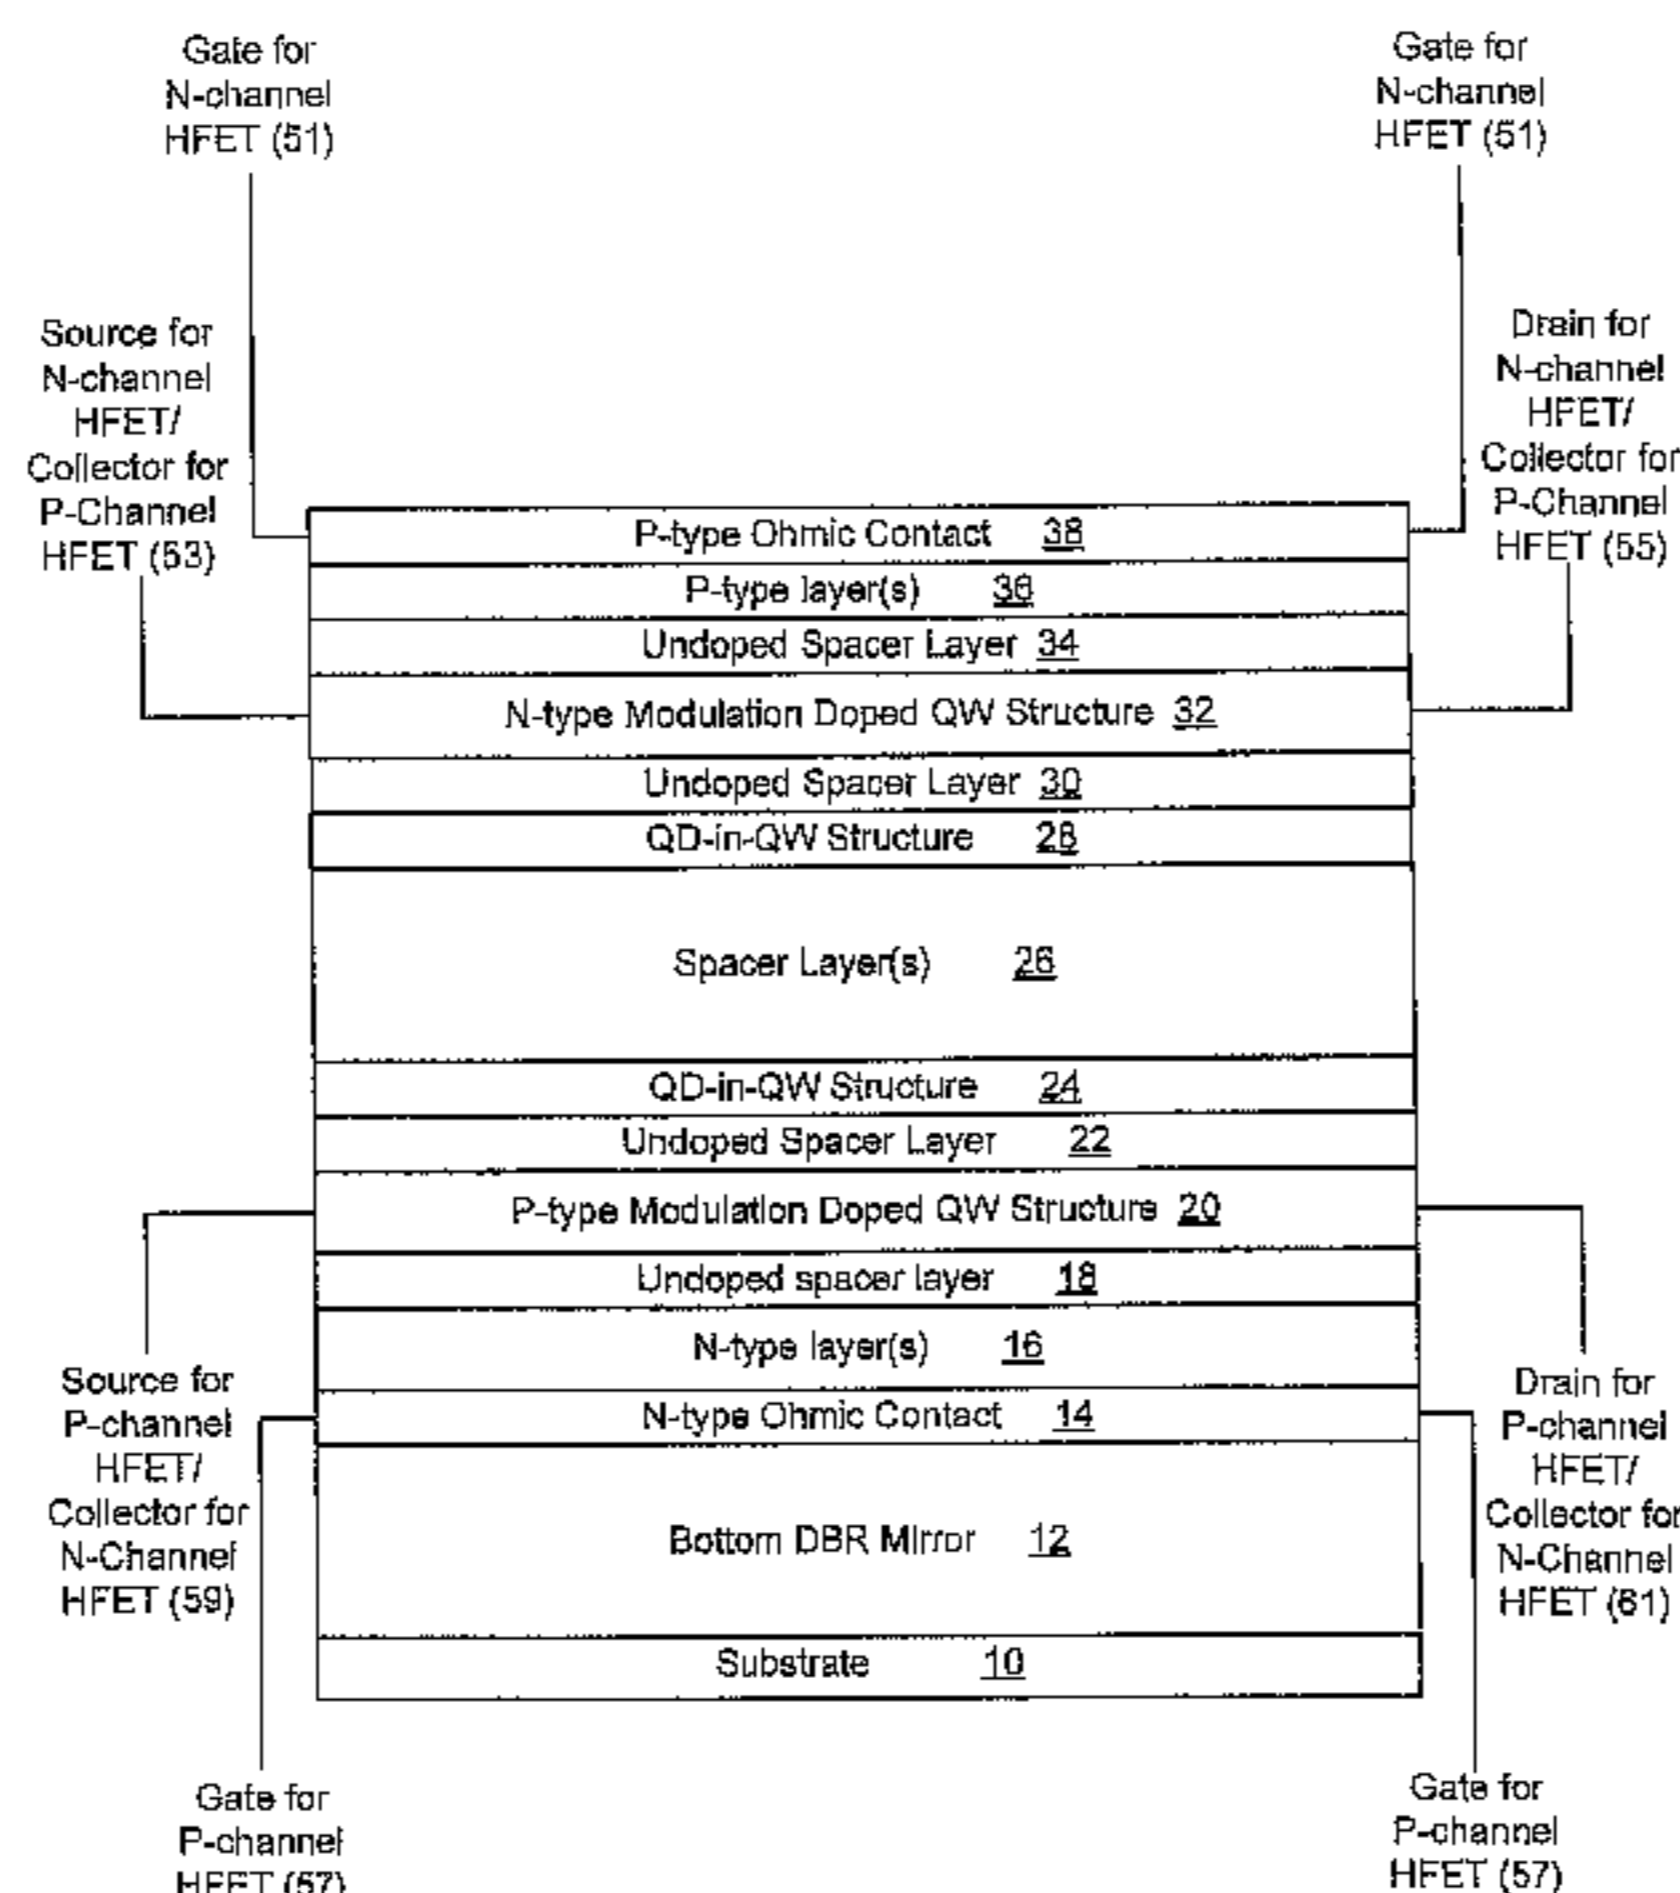 Gate for
N-channel
HFET (51)
Gate for
N-channel
HFET (51)
Source for
N-channel
HFET/
Collector for
P-Channel
HFET (53)
Drain for
N-channel
HFET/
Collector for
P-Channel
HFET (55)
P-type Ohmic Contact 38
P-type layer(s) 36
Undoped Spacer Layer 34
N-type Modulation Doped QW Structure 32
Undoped Spacer Layer 30
QD-in-QW Structure 28
Spacer Layer(s) 26
QD-in-QW Structure 24
Undoped Spacer Layer 22
P-type Modulation Doped QW Structure 20
Undoped spacer layer 18
N-type layer(s) 16
N-type Ohmic Contact 14
Bottom DBR Mirror 12
Substrate 10
Source for
P-channel
HFET/
Collector for
N-Channel
HFET (59)
Drain for
P-channel
HFET/
Collector for
N-Channel
HFET (61)
Gate for
P-channel
HFET (57)
Gate for
P-channel
HFET (57)